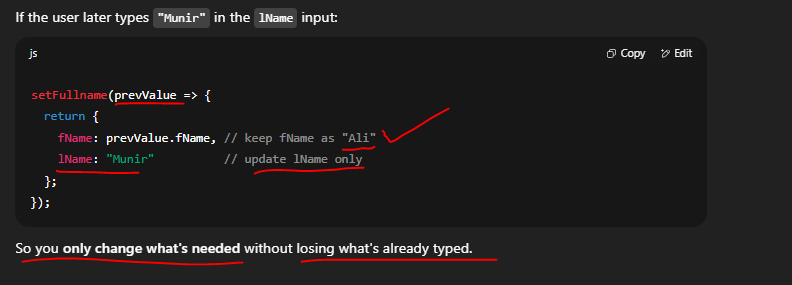 If the user later types "Munir" in the lName input:
js Copy Edit
setFullname(prevValue => {
return {
fName: prevValue.fName, // keep fName as "Ali"
lName: "Munir" // update lName only
};
});
So you only change what's needed without losing what's already typed.